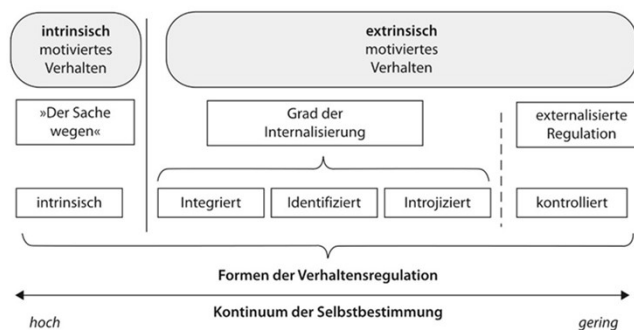 intrinsisch
motiviertes
Verhalten
extrinsisch
motiviertes
Verhalten
»Der Sache
wegen«
Grad der
Internalisierung
externalisierte
Regulation
intrinsisch
Integriert
Identifiziert
Introjiziert
kontrolliert
Formen der Verhaltensregulation
Kontinuum der Selbstbestimmung
hoch
gering